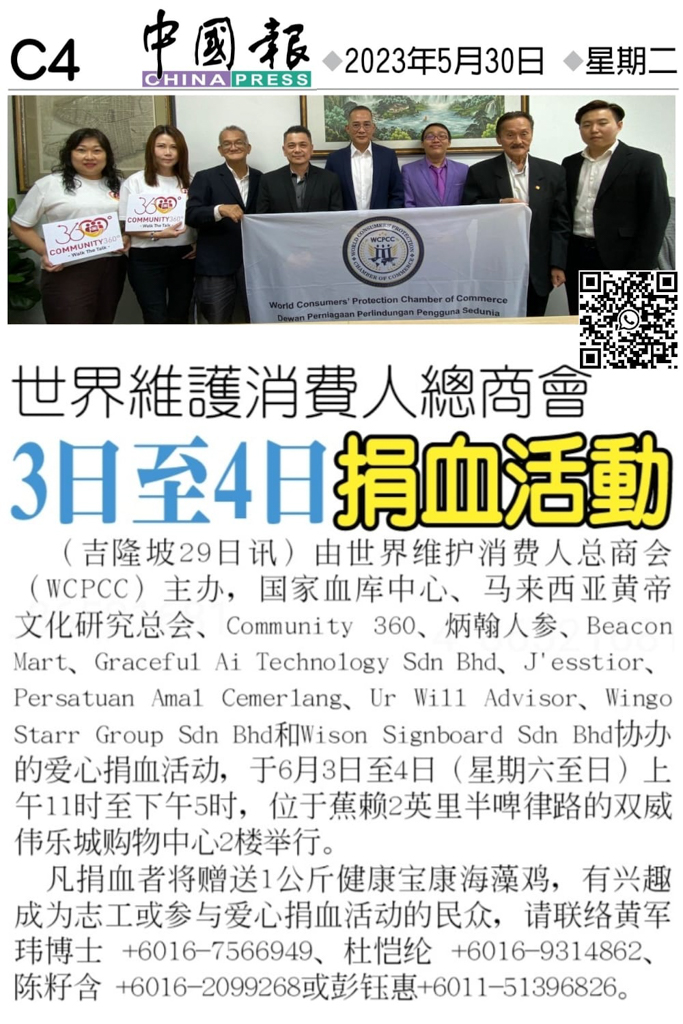 C4
中國報
CHINA PRESS
◆2023年5月30日 ◆星期二
360°
COMMUNITY360°
- Walk The Talk -
360°
COMMUNITY360°
- Walk The Talk -
WORLD CONSUMERS' PROTECTION
WCPCC
CHAMBER OF COMMERCE
World Consumers' Protection Chamber of Commerce
Dewan Perniagaan Perlindungan Pengguna Sedunia
世界維護消費人總商會
3日至4日捐血活動
（吉隆坡29日讯）由世界维护消费人总商会
（WCPCC）主办，国家血库中心、马来西亚黄帝
文化研究总会、Community 360、炳翰人参、Beacon
Mart、Graceful Ai Technology Sdn Bhd、J'esstior、
Persatuan Amal Cemerlang、Ur Will Advisor、Wingo
Starr Group Sdn Bhd和Wison Signboard Sdn Bhd协办
的爱心捐血活动，于6月3日至4日（星期六至日）上
午11时至下午5时，位于蕉赖2英里半啤律路的双威
伟乐城购物中心2楼举行。
凡捐血者将赠送1公斤健康宝康海藻鸡，有兴趣
成为志工或参与爱心捐血活动的民众，请联络黄军
玮博士 +6016-7566949、杜恺纶 +6016-9314862、
陈籽含 +6016-2099268或彭钰惠+6011-51396826。